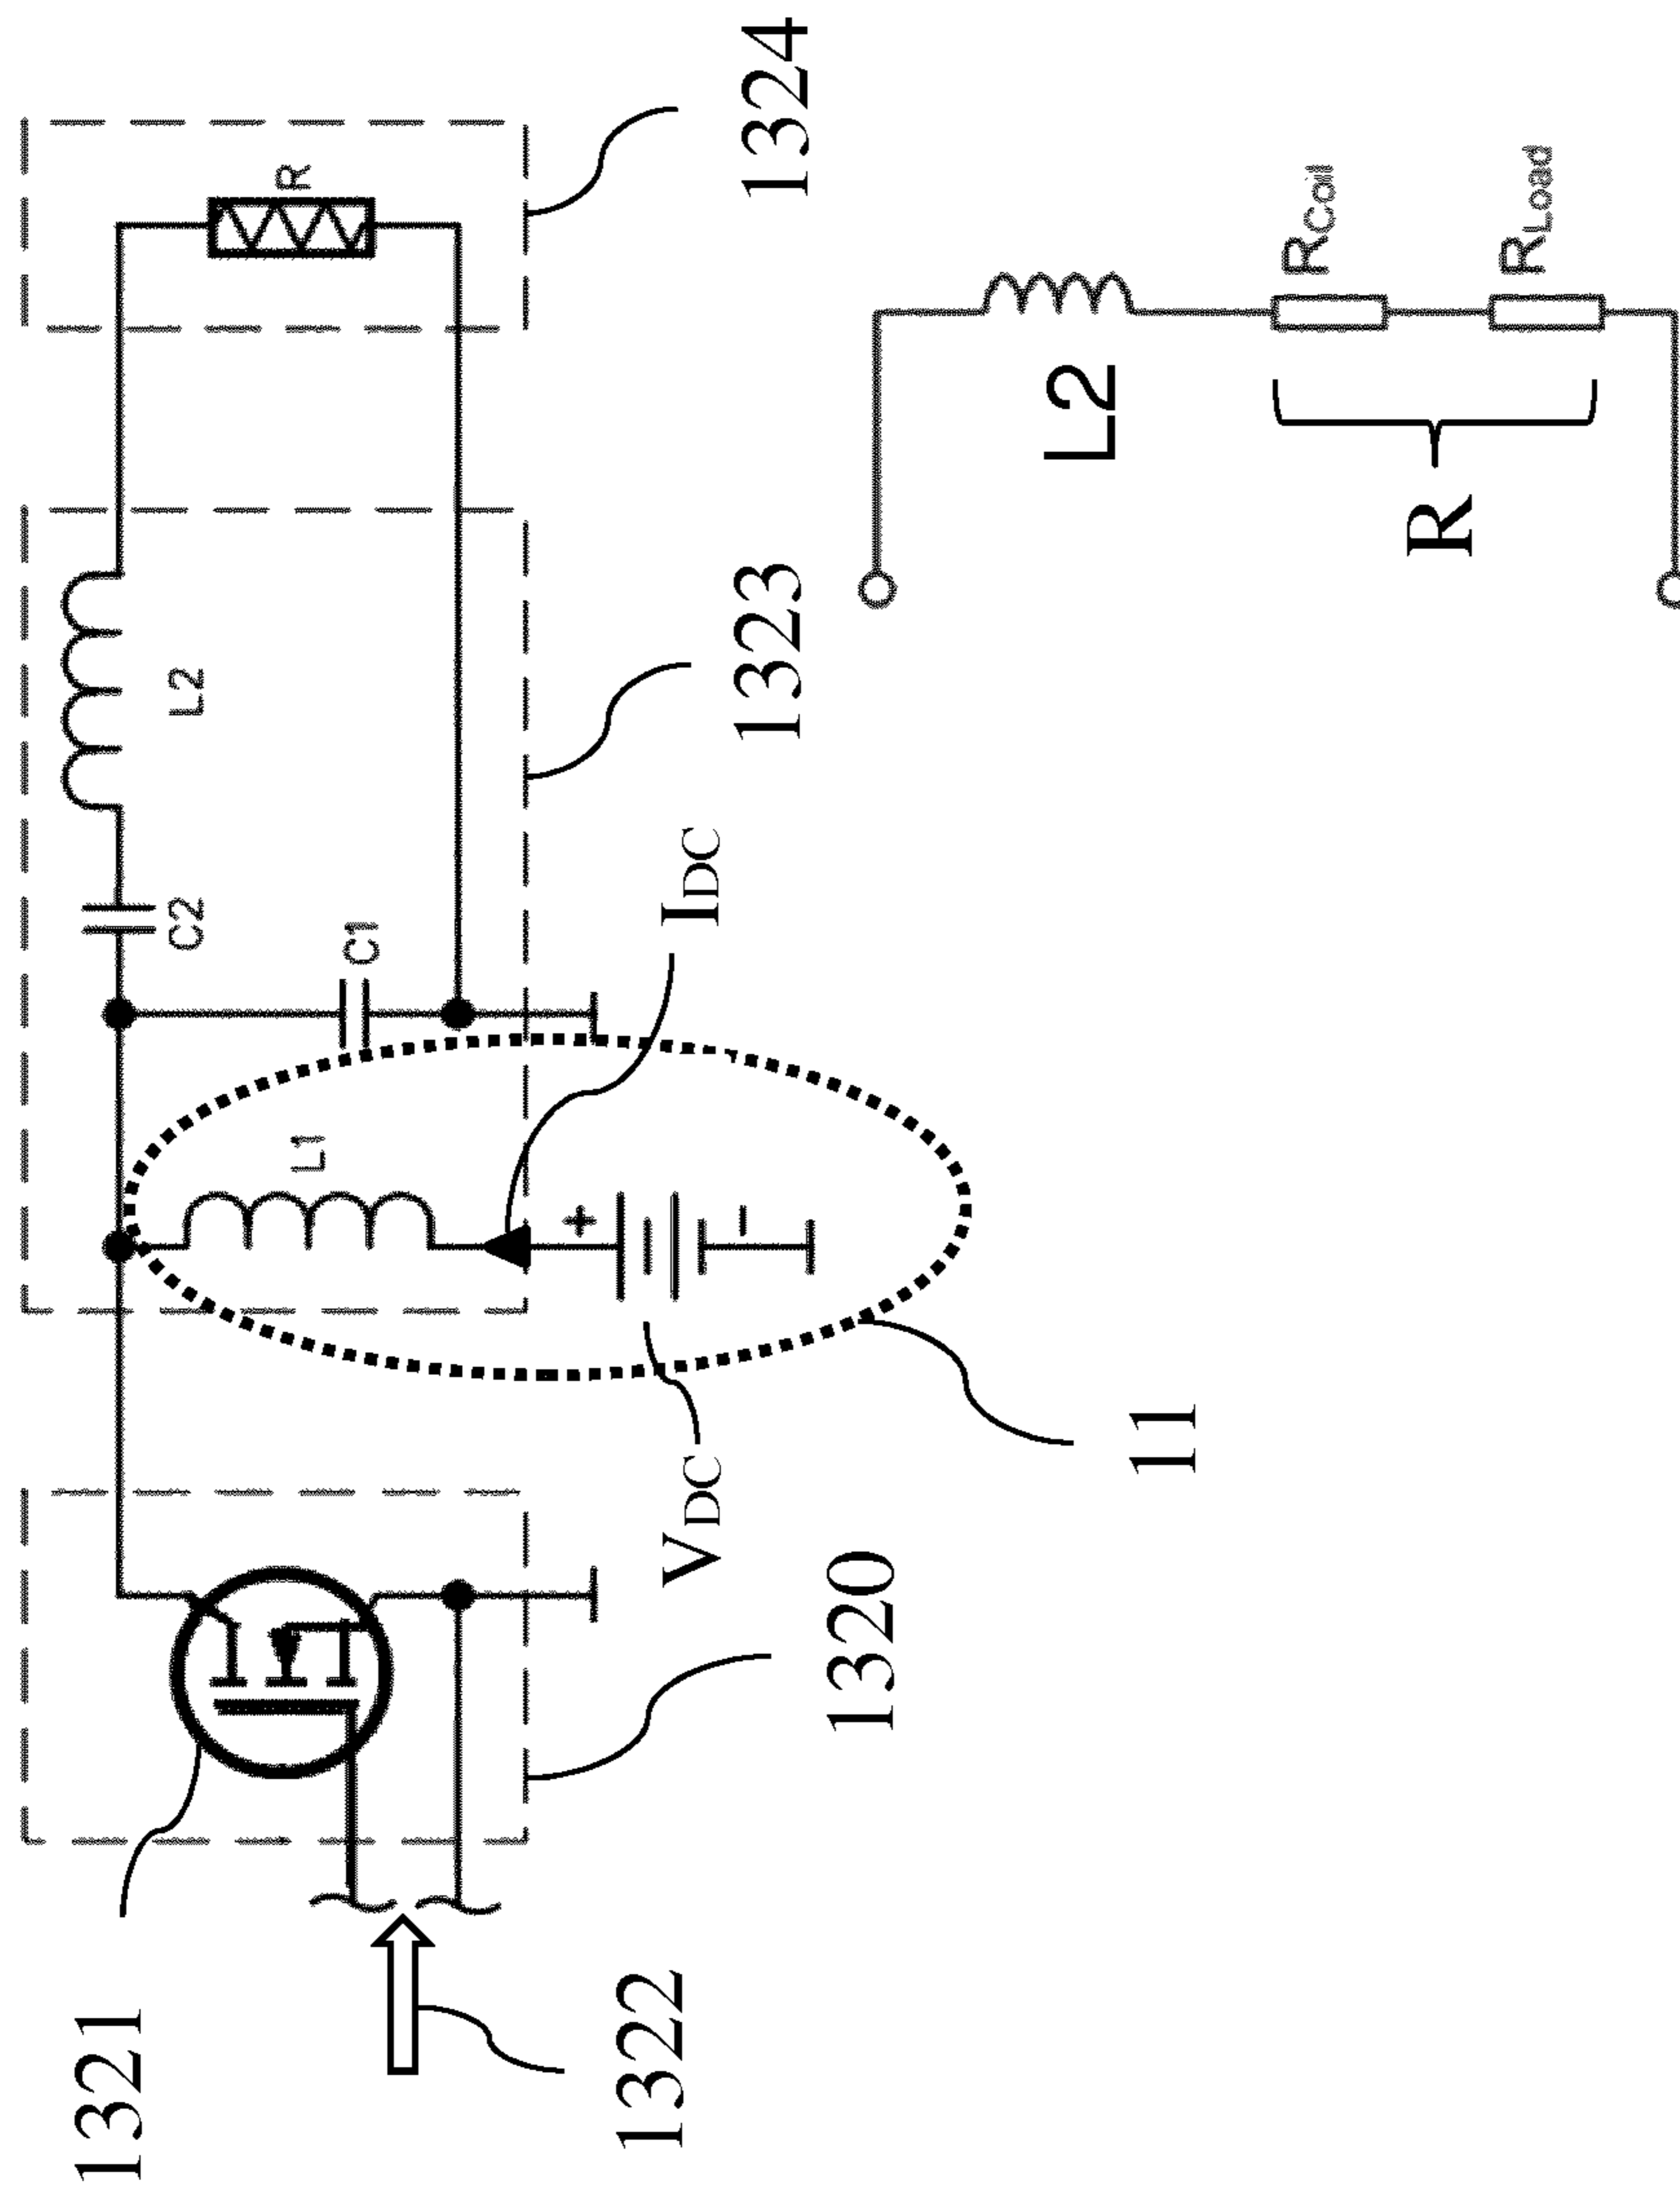 1321
1322
1320
VDC
11
IDC
1323
1324
L1
+
-
C1
C2
L2
R
L2
R
RCoil
RLoad